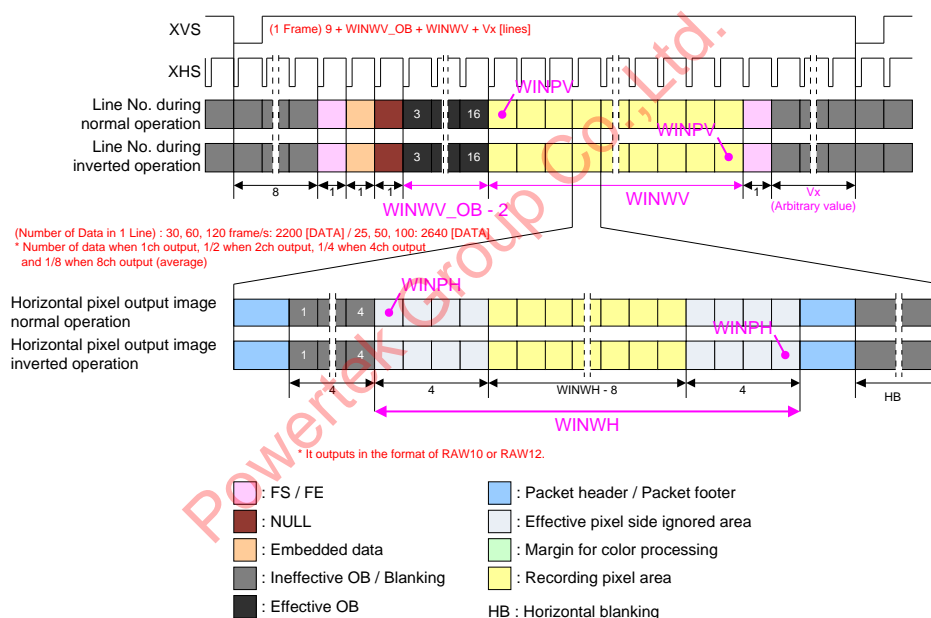 XVS
(1 Frame) 9 + WINWV_OB + WINWV + Vx [lines]
XHS
WINPV
Line No. during
normal operation
3
16
WINPV
Line No. during
inverted operation
3
16
8
1
1
1
WINWV_OB - 2
WINWV
1
Vx
(Arbitrary value)
(Number of Data in 1 Line) : 30, 60, 120 frame/s: 2200 [DATA] / 25, 50, 100: 2640 [DATA]
* Number of data when 1ch output, 1/2 when 2ch output, 1/4 when 4ch output
and 1/8 when 8ch output (average)
Horizontal pixel output image
normal operation
1
4
WINPH
Horizontal pixel output image
inverted operation
1
4
WINPH
4
4
WINWH - 8
4
HB
WINWH
* It outputs in the format of RAW10 or RAW12.
: FS / FE
: NULL
: Embedded data
: Ineffective OB / Blanking
: Effective OB
: Packet header / Packet footer
: Effective pixel side ignored area
: Margin for color processing
: Recording pixel area
HB : Horizontal blanking
Powertek Group Co.,Ltd.